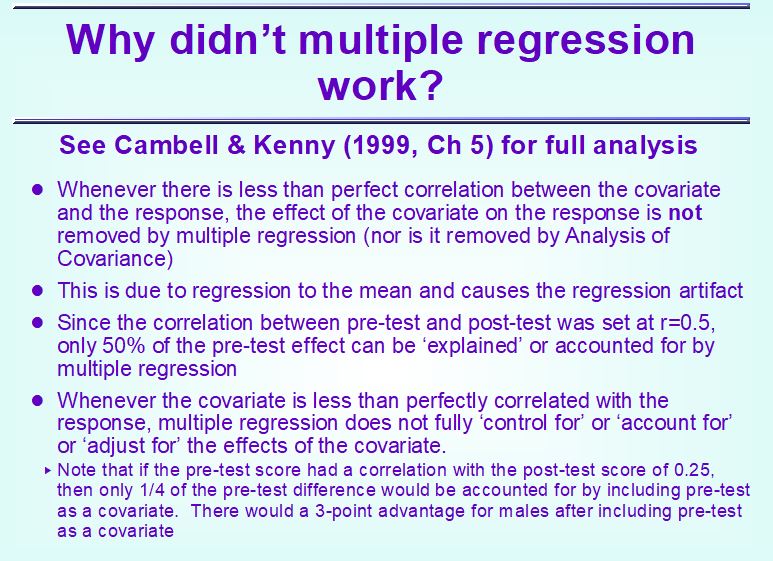 Why didn’t multiple regression
work?
See Cambell & Kenny (1999, Ch 5) for full analysis
● Whenever there is less than perfect correlation between the covariate
and the response, the effect of the covariate on the response is not
removed by multiple regression (nor is it removed by Analysis of
Covariance)
● This is due to regression to the mean and causes the regression artifact
● Since the correlation between pre-test and post-test was set at r=0.5,
only 50% of the pre-test effect can be ‘explained’ or accounted for by
multiple regression
● Whenever the covariate is less than perfectly correlated with the
response, multiple regression does not fully ‘control for’ or ‘account for’
or ‘adjust for’ the effects of the covariate.
▸ Note that if the pre-test score had a correlation with the post-test score of 0.25,
then only 1/4 of the pre-test difference would be accounted for by including pre-test
as a covariate.  There would a 3-point advantage for males after including pre-test
as a covariate